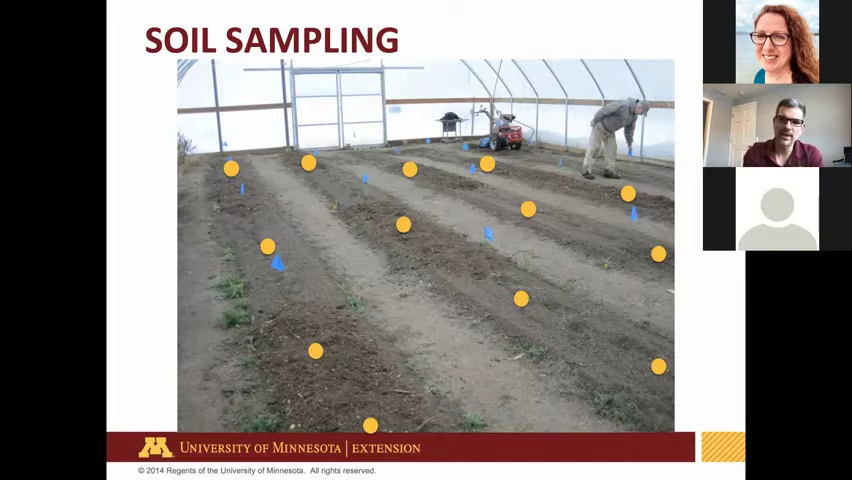 SOIL SAMPLING
M
UNIVERSITY OF MINNESOTA | EXTENSION
© 2014 Regents of the University of Minnesota. All rights reserved.